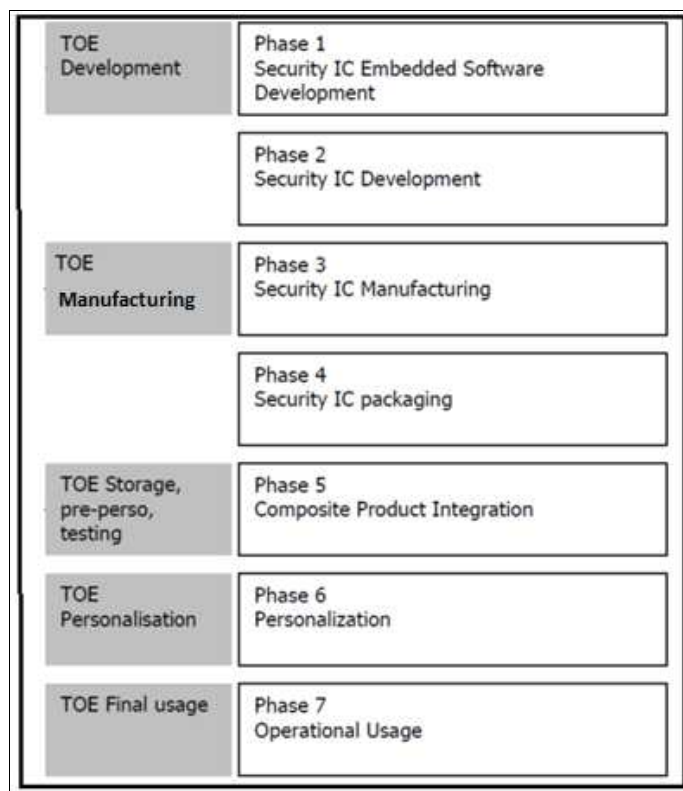 TOE
Development
Phase 1
Security IC Embedded Software
Development
Phase 2
Security IC Development
TOE
Manufacturing
Phase 3
Security IC Manufacturing
Phase 4
Security IC packaging
TOE Storage,
pre-perso,
testing
Phase 5
Composite Product Integration
TOE
Personalisation
Phase 6
Personalization
TOE Final usage
Phase 7
Operational Usage